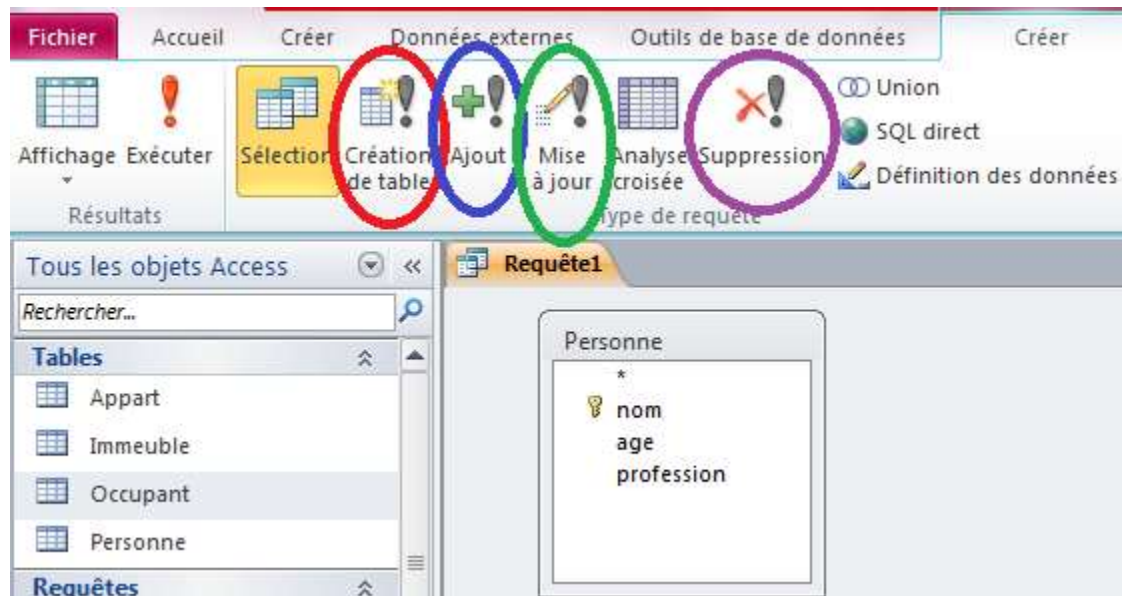 Fichier Accueil Créer Données externes Outils de base de données Créer
Affichage Exécuter Sélection Création de table Ajout Mise à jour Analyse croisée Suppression
Union
SQL direct
Définition des données
Résultats Type de requête
Tous les objets Access Requête1
Rechercher...
Tables
Appart
Immeuble
Occupant
Personne
Requêtes
Personne
*
nom
age
profession